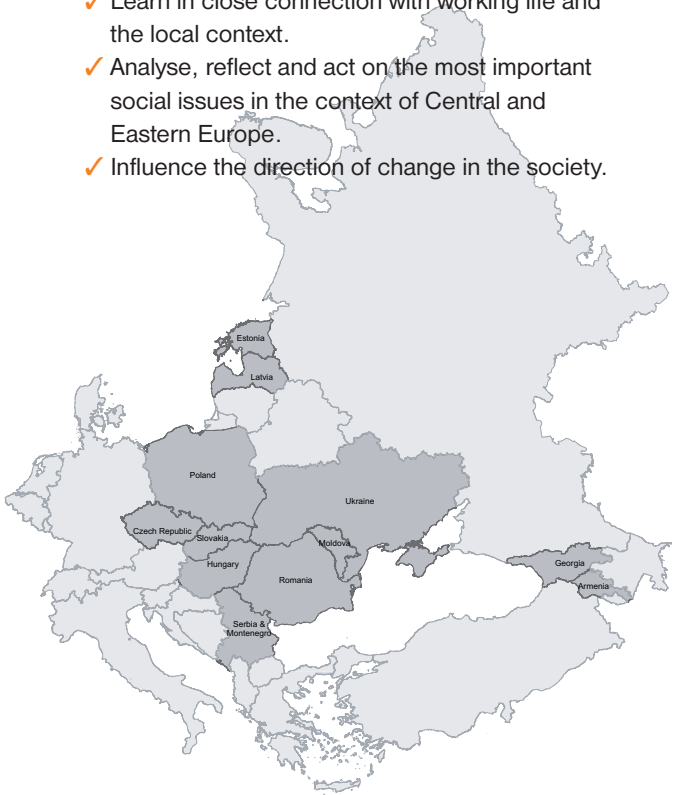 ✓ Learn in close connection with working life and
the local context.
✓ Analyse, reflect and act on the most important
social issues in the context of Central and
Eastern Europe.
✓ Influence the direction of change in the society.
Estonia
Latvia
Poland
Ukraine
Czech Republic
Slovakia
Moldova
Hungary
Romania
Georgia
Armenia
Serbia &
Montenegro